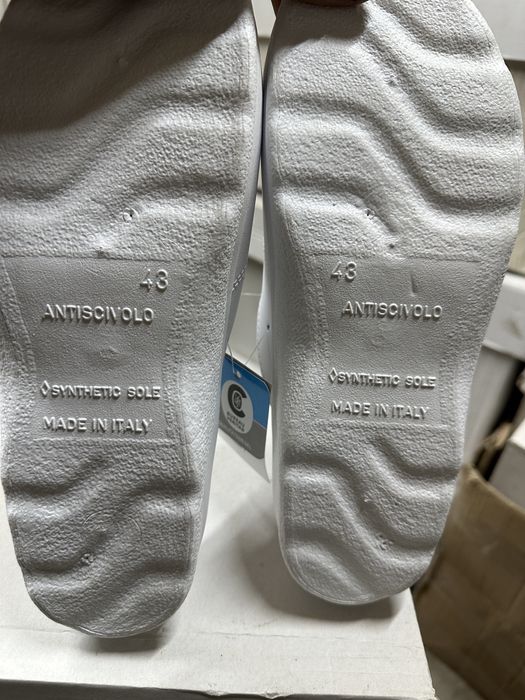 43
ANTISCIVOLO
◊SYNTHETIC SOLE
MADE IN ITALY
43
ANTISCIVOLO
◊SYNTHETIC SOLE
MADE IN ITALY